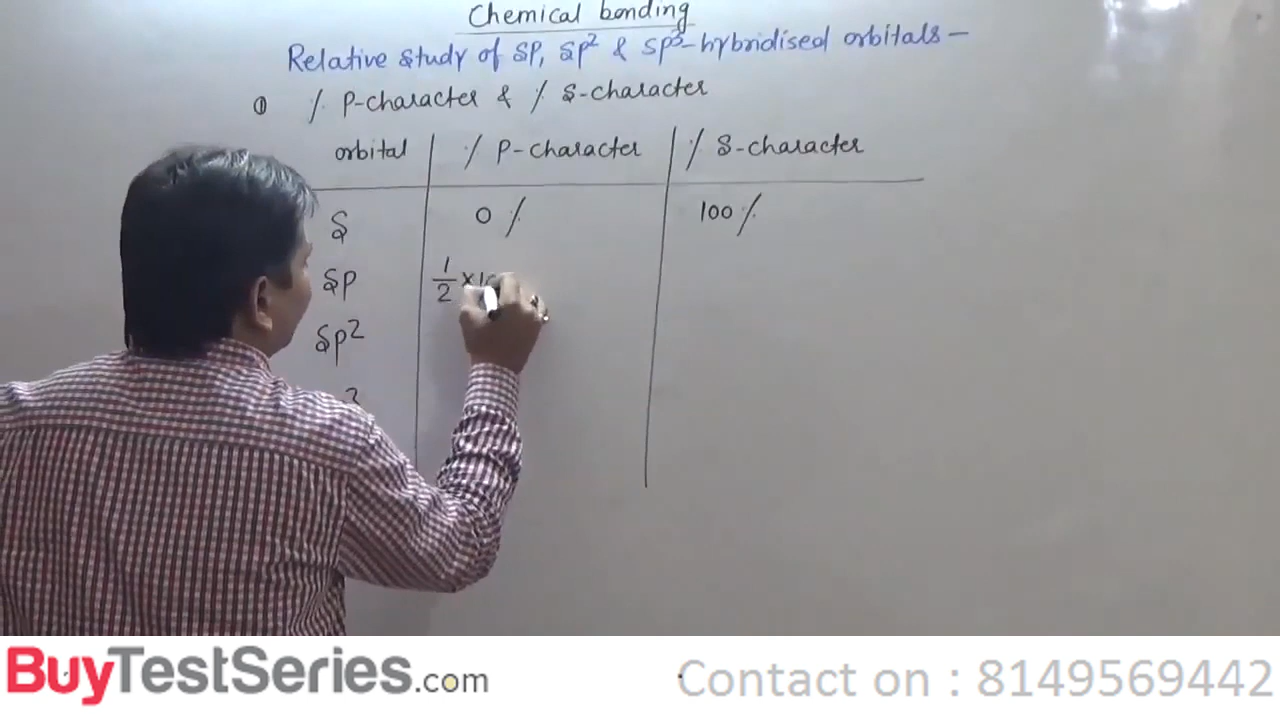 Chemical bonding
Relative study of SP, SP² & SP³-hybridised orbitals —
① % P-character & % S-character
orbital % P-character % S-character
S 0 % 100 %
SP 1/2 ×
SP²
3
BuyTestSeries.com
Contact on : 8149569442